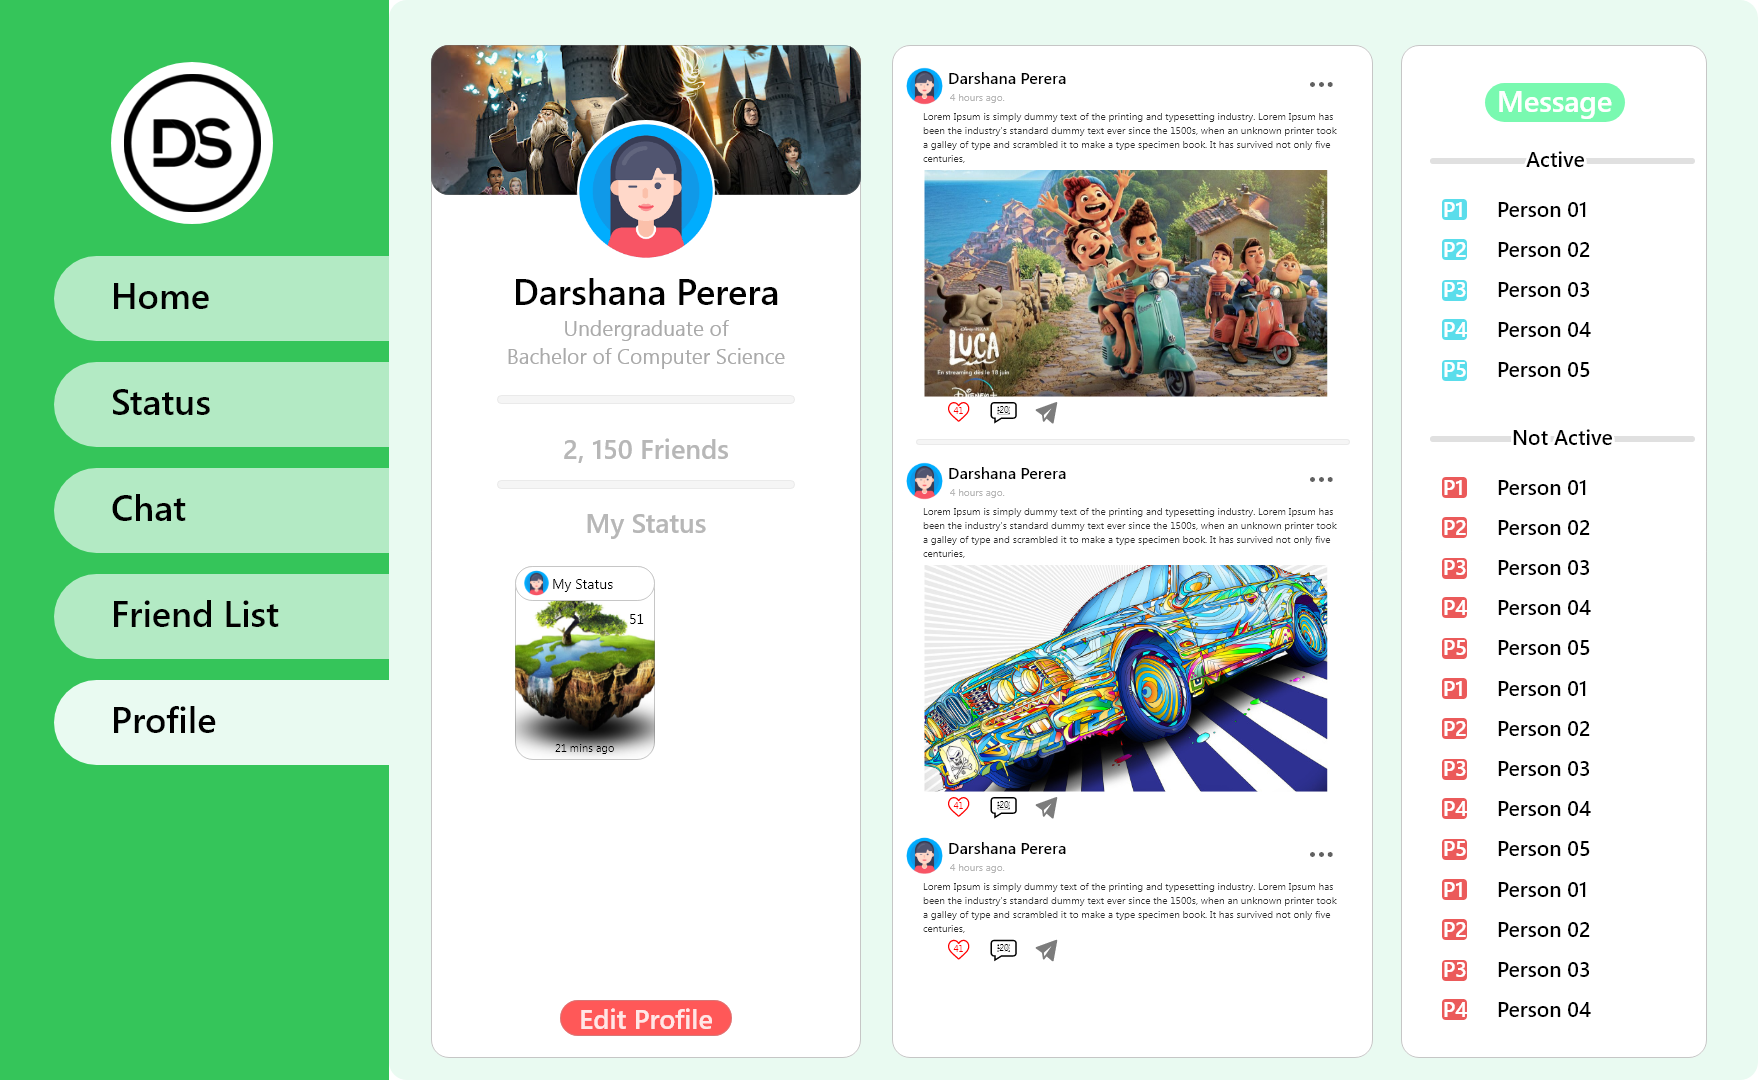 DS
Home
Status
Chat
Friend List
Profile
Darshana Perera
Undergraduate of
Bachelor of Computer Science
2, 150 Friends
My Status
My Status
51
21 mins ago
Edit Profile
Darshana Perera
4 hours ago.
Lorem Ipsum is simply dummy text of the printing and typesetting industry. Lorem Ipsum has
been the industry's standard dummy text ever since the 1500s, when an unknown printer took
a galley of type and scrambled it to make a type specimen book. It has survived not only five
centuries,
LUCA
En streaming dès le 18 juin
Disney+
41
20
Darshana Perera
4 hours ago.
Lorem Ipsum is simply dummy text of the printing and typesetting industry. Lorem Ipsum has
been the industry's standard dummy text ever since the 1500s, when an unknown printer took
a galley of type and scrambled it to make a type specimen book. It has survived not only five
centuries,
41
20
Darshana Perera
4 hours ago.
Lorem Ipsum is simply dummy text of the printing and typesetting industry. Lorem Ipsum has
been the industry's standard dummy text ever since the 1500s, when an unknown printer took
a galley of type and scrambled it to make a type specimen book. It has survived not only five
centuries,
41
20
Message
Active
P1 Person 01
P2 Person 02
P3 Person 03
P4 Person 04
P5 Person 05
Not Active
P1 Person 01
P2 Person 02
P3 Person 03
P4 Person 04
P5 Person 05
P1 Person 01
P2 Person 02
P3 Person 03
P4 Person 04
P5 Person 05
P1 Person 01
P2 Person 02
P3 Person 03
P4 Person 04